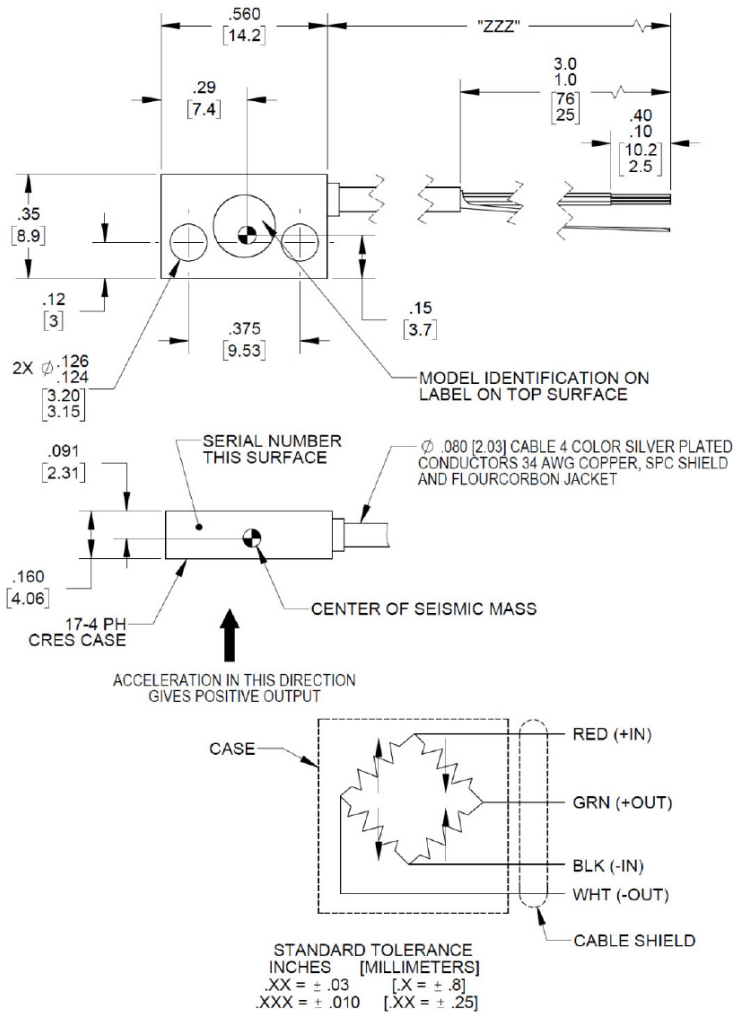 .560
[14.2]
"ZZZ"
.29
[7.4]
3.0
1.0
[76
25]
.40
.10
[10.2
2.5]
.35
[8.9]
.12
[3]
.15
[3.7]
.375
[9.53]
2X ∅ .126
.124
[3.20
3.15]
MODEL IDENTIFICATION ON
LABEL ON TOP SURFACE
.091
[2.31]
SERIAL NUMBER
THIS SURFACE
∅ .080 [2.03] CABLE 4 COLOR SILVER PLATED
CONDUCTORS 34 AWG COPPER, SPC SHIELD
AND FLOURCORBON JACKET
.160
[4.06]
17-4 PH
CRES CASE
CENTER OF SEISMIC MASS
ACCELERATION IN THIS DIRECTION
GIVES POSITIVE OUTPUT
CASE
RED (+IN)
GRN (+OUT)
BLK (-IN)
WHT (-OUT)
CABLE SHIELD
STANDARD TOLERANCE
INCHES [MILLIMETERS]
.XX = ± .03 [.X = ± .8]
.XXX = ± .010 [.XX = ± .25]